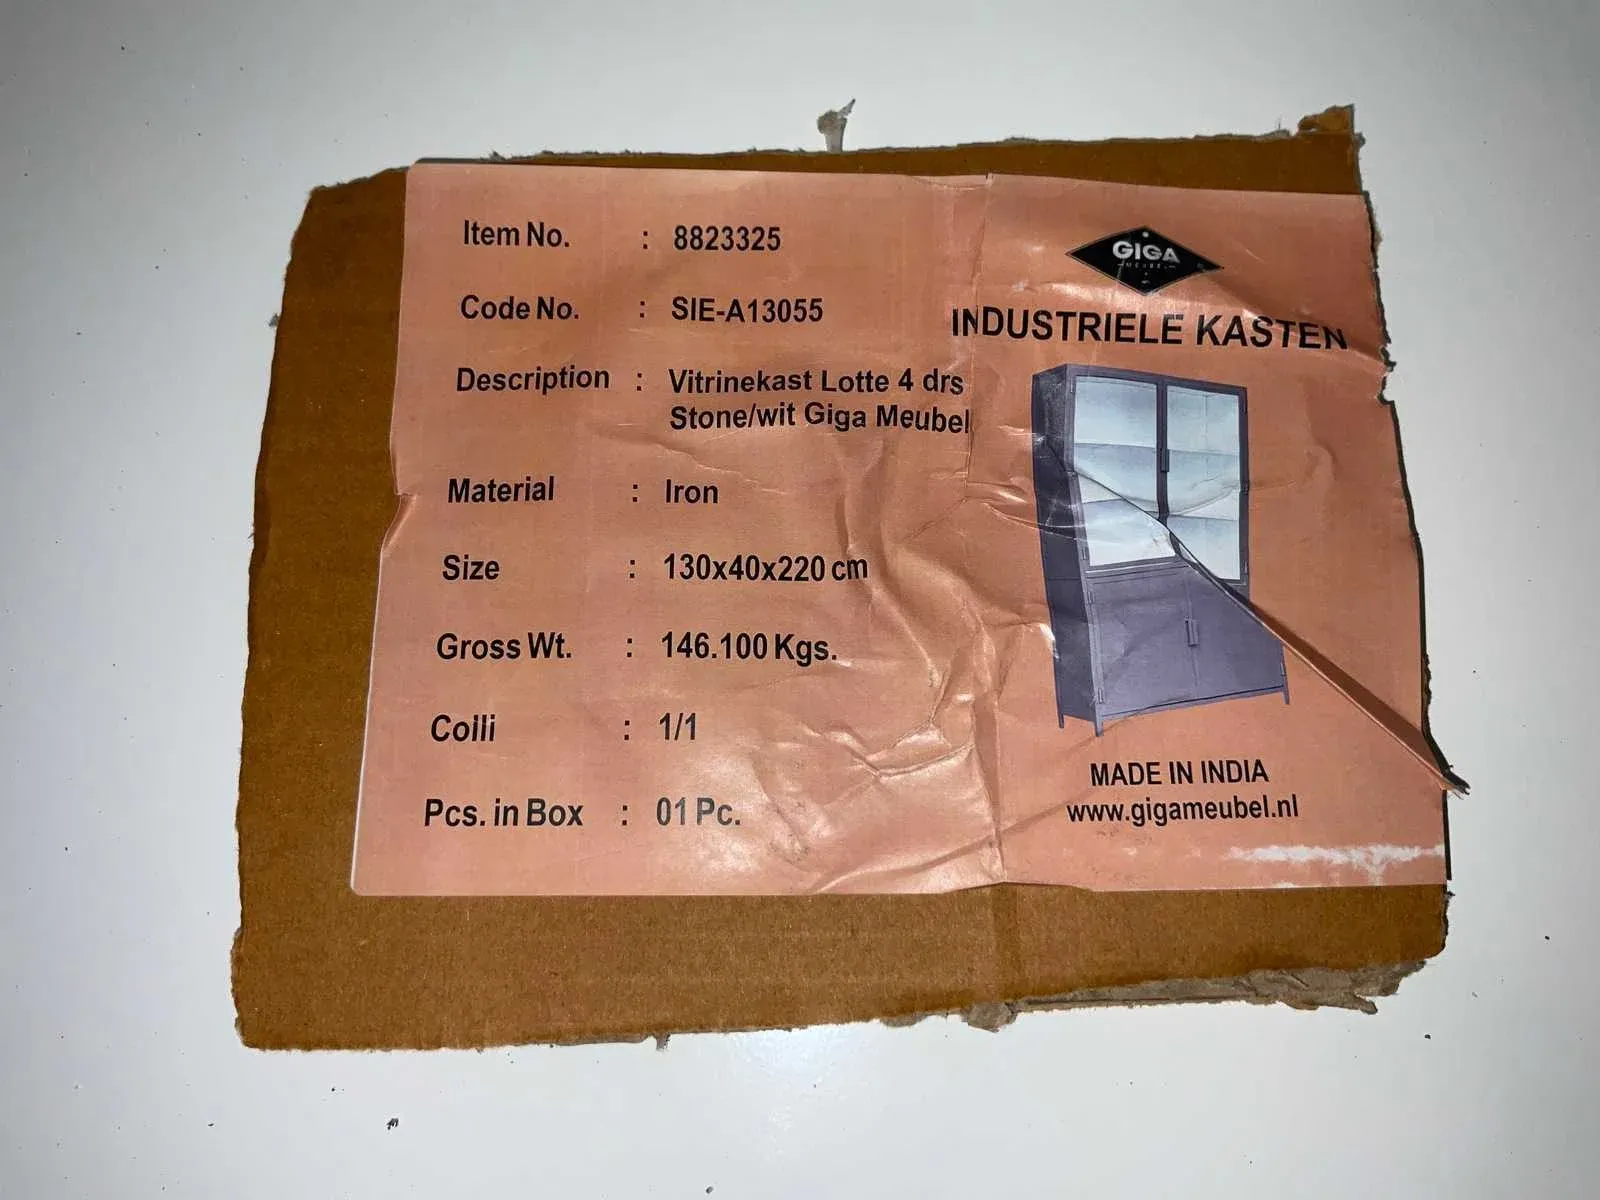 Item No. : 8823325
Code No. : SIE-A13055
Description : Vitrinekast Lotte 4 drs
Stone/wit Giga Meubel
Material : Iron
Size : 130x40x220 cm
Gross Wt. : 146.100 Kgs.
Colli : 1/1
Pcs. in Box : 01 Pc.
GIGA
MEUBEL
INDUSTRIELE KASTEN
MADE IN INDIA
www.gigameubel.nl